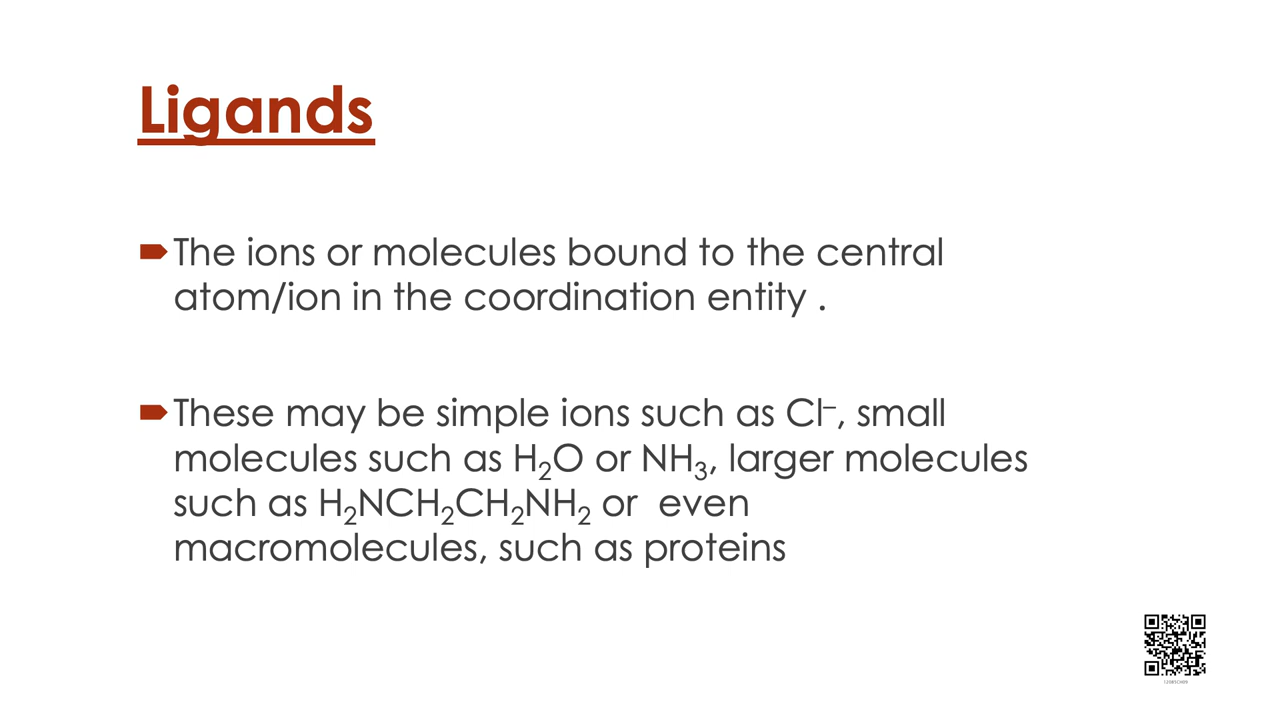 Ligands
The ions or molecules bound to the central
atom/ion in the coordination entity .
These may be simple ions such as Cl⁻, small
molecules such as H₂O or NH₃, larger molecules
such as H₂NCH₂CH₂NH₂ or  even
macromolecules, such as proteins